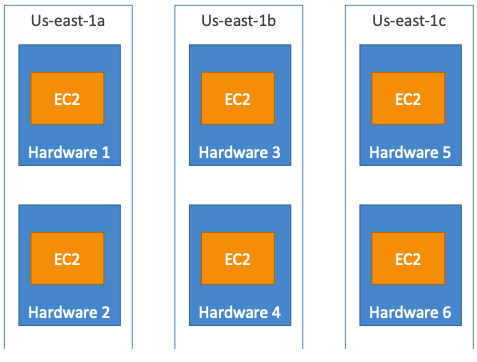 Us-east-1a
Us-east-1b
Us-east-1c
EC2
Hardware 1
EC2
Hardware 3
EC2
Hardware 5
EC2
Hardware 2
EC2
Hardware 4
EC2
Hardware 6